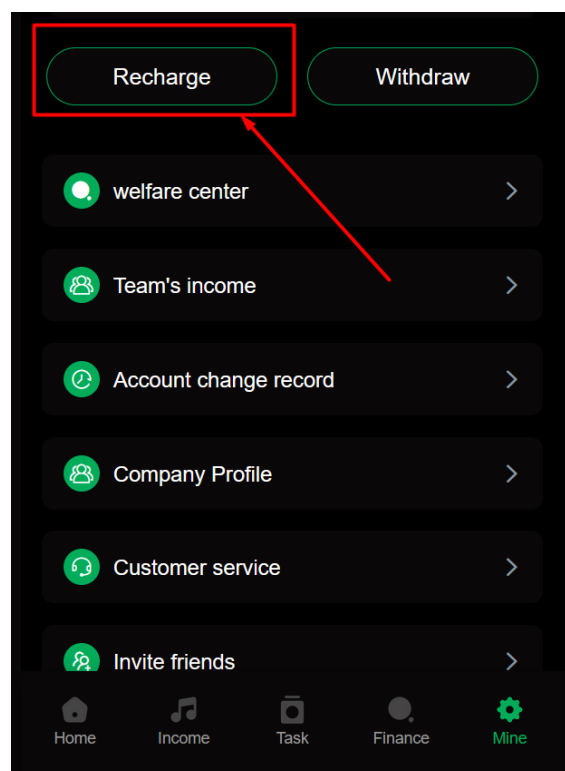 Recharge Withdraw
welfare center
Team's income
Account change record
Company Profile
Customer service
Invite friends
Home Income Task Finance Mine